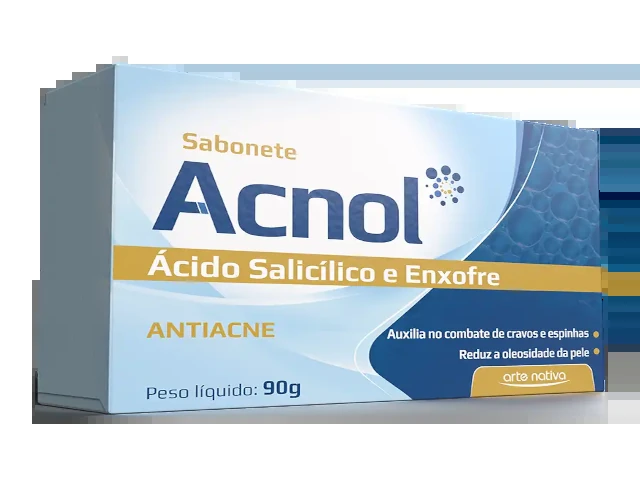 Sabonete
Acnol
Ácido Salicílico e Enxofre
ANTIACNE
Auxilia no combate de cravos e espinhas
Reduz a oleosidade da pele
arte nativa
Peso líquido: 90g